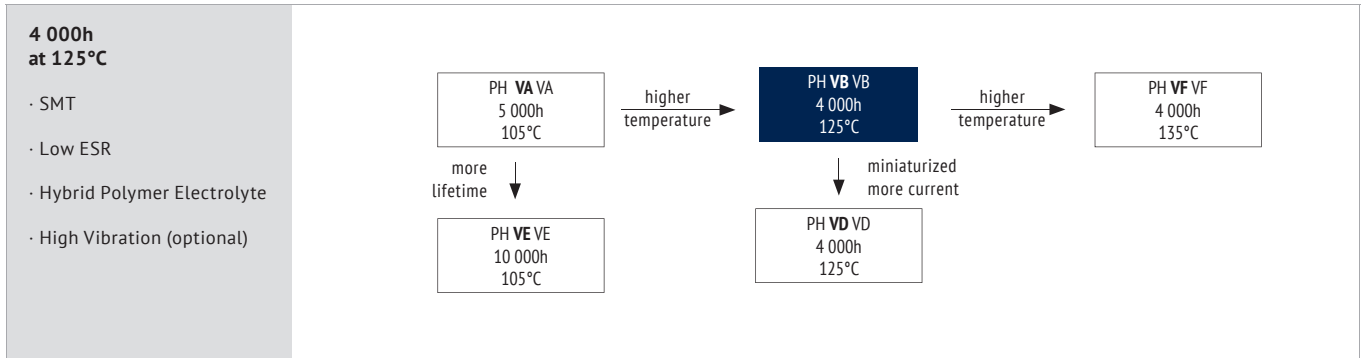 4 000h
at 125°C
· SMT
· Low ESR
· Hybrid Polymer Electrolyte
· High Vibration (optional)
PH VA VA
5 000h
105°C
higher
temperature
PH VB VB
4 000h
125°C
higher
temperature
PH VF VF
4 000h
135°C
more
lifetime
miniaturized
more current
PH VE VE
10 000h
105°C
PH VD VD
4 000h
125°C